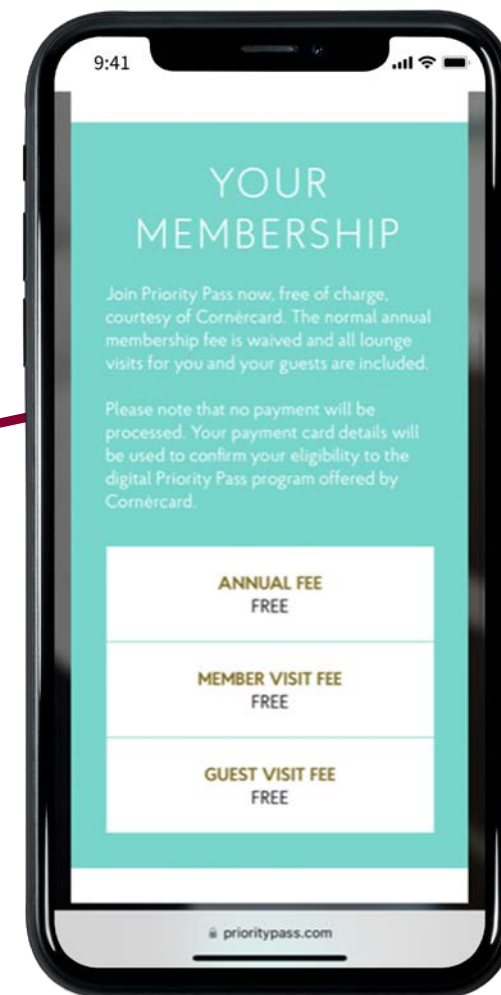 9:41
YOUR
MEMBERSHIP
Join Priority Pass now, free of charge,
courtesy of Cornèrcard. The normal annual
membership fee is waived and all lounge
visits for you and your guests are included.
Please note that no payment will be
processed. Your payment card details will
be used to confirm your eligibility to the
digital Priority Pass program offered by
Cornèrcard.
ANNUAL FEE
FREE
MEMBER VISIT FEE
FREE
GUEST VISIT FEE
FREE
prioritypass.com